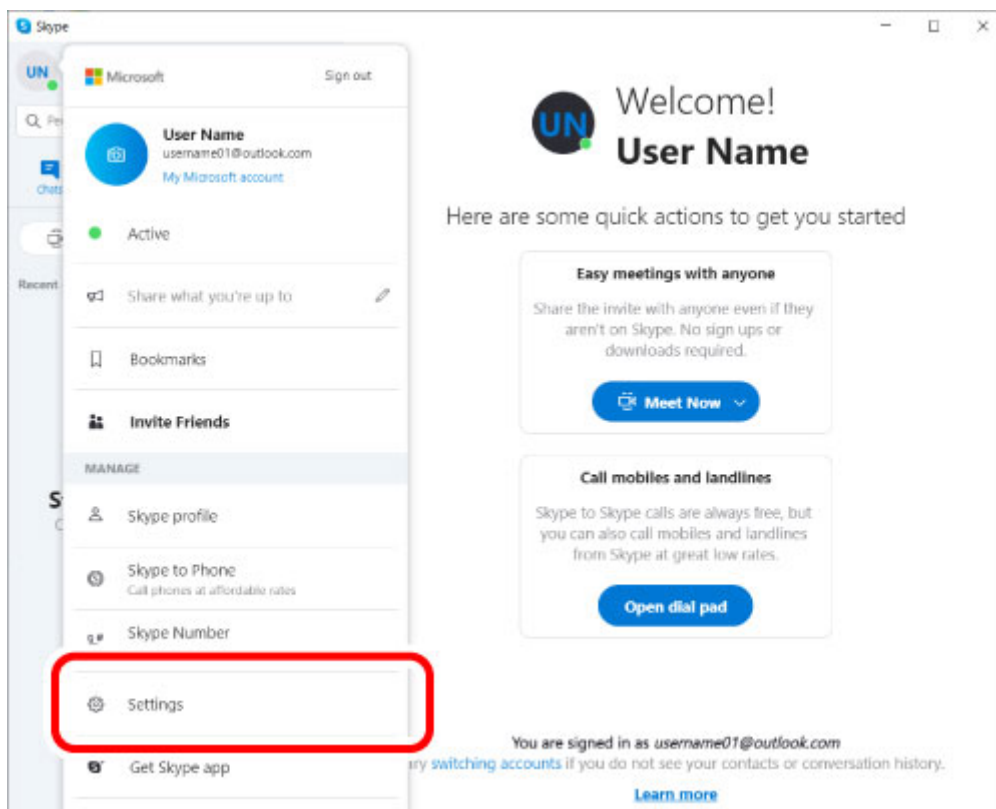 Skype
UN
Chats
Recent
Microsoft
Sign out
User Name
username01@outlook.com
My Microsoft account
Active
Share what you're up to
Bookmarks
Invite Friends
MANAGE
Skype profile
Skype to Phone
Call phones at affordable rates
Skype Number
Settings
Get Skype app
UN
Welcome!
User Name
Here are some quick actions to get you started
Easy meetings with anyone
Share the invite with anyone even if they
aren't on Skype. No sign ups or
downloads required.
Meet Now
Call mobiles and landlines
Skype to Skype calls are always free, but
you can also call mobiles and landlines
from Skype at great low rates.
Open dial pad
You are signed in as username01@outlook.com
switching accounts if you do not see your contacts or conversation history.
Learn more